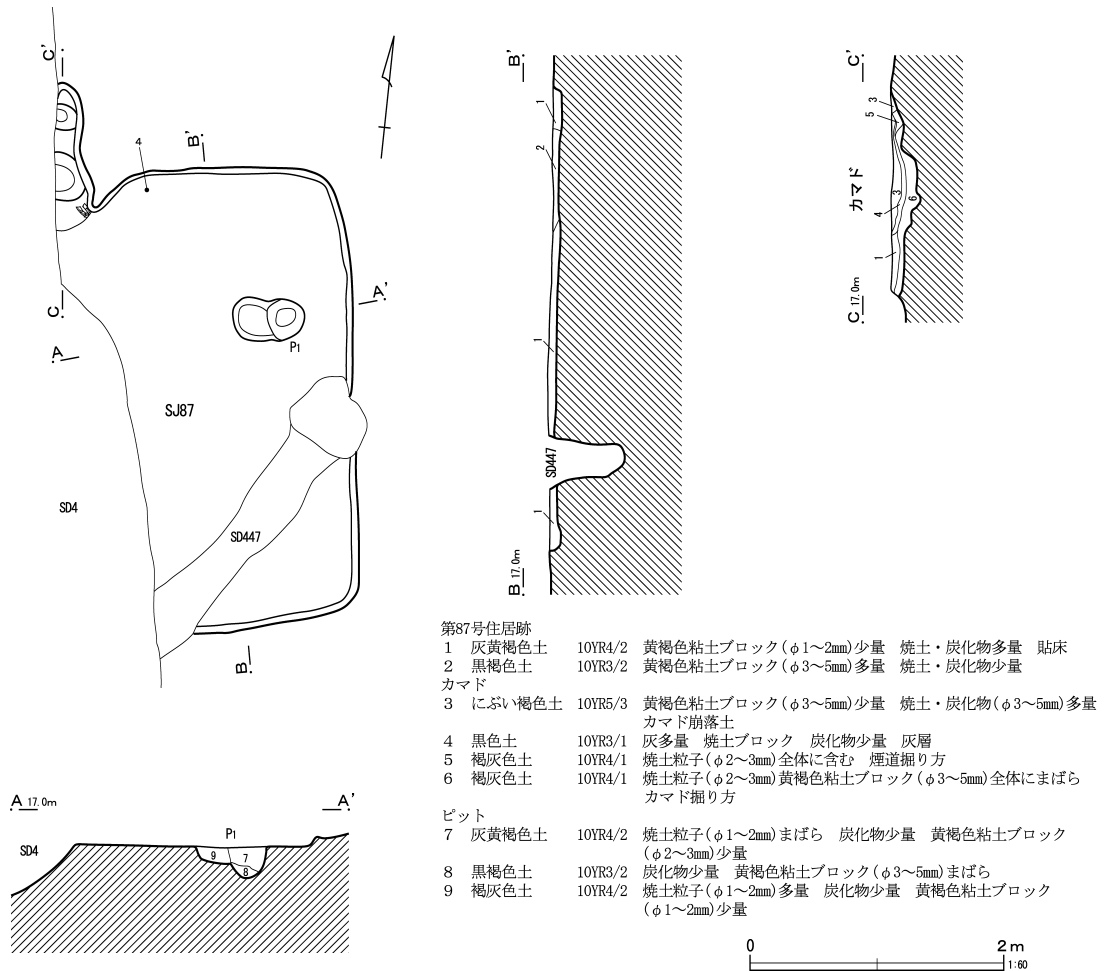 C'
4
B'
A'
C
A
P1
SJ87
SD4
SD447
B
B'
1
2
1
SD447
1
B 17.0m
C'
3
5
カマド
3
4
6
1
C 17.0m
第87号住居跡
1 灰黄褐色土 10YR4/2 黄褐色粘土ブロック(φ1～2㎜)少量 焼土・炭化物多量 貼床
2 黒褐色土 10YR3/2 黄褐色粘土ブロック(φ3～5㎜)多量 焼土・炭化物少量
カマド
3 にぶい褐色土 10YR5/3 黄褐色粘土ブロック(φ3～5㎜)少量 焼土・炭化物(φ3～5㎜)多量
カマド崩落土
4 黒色土 10YR3/1 灰多量 焼土ブロック 炭化物少量 灰層
5 褐灰色土 10YR4/1 焼土粒子(φ2～3㎜)全体に含む 煙道掘り方
6 褐灰色土 10YR4/1 焼土粒子(φ2～3㎜)黄褐色粘土ブロック(φ3～5㎜)全体にまばら
カマド掘り方
ピット
7 灰黄褐色土 10YR4/2 焼土粒子(φ1～2㎜)まばら 炭化物少量 黄褐色粘土ブロック
(φ2～3㎜)少量
8 黒褐色土 10YR3/2 炭化物少量 黄褐色粘土ブロック(φ3～5㎜)まばら
9 褐灰色土 10YR4/2 焼土粒子(φ1～2㎜)多量 炭化物少量 黄褐色粘土ブロック
(φ1～2㎜)少量
A 17.0m
A'
SD4
P1
9
7
8
0
2m
1:60